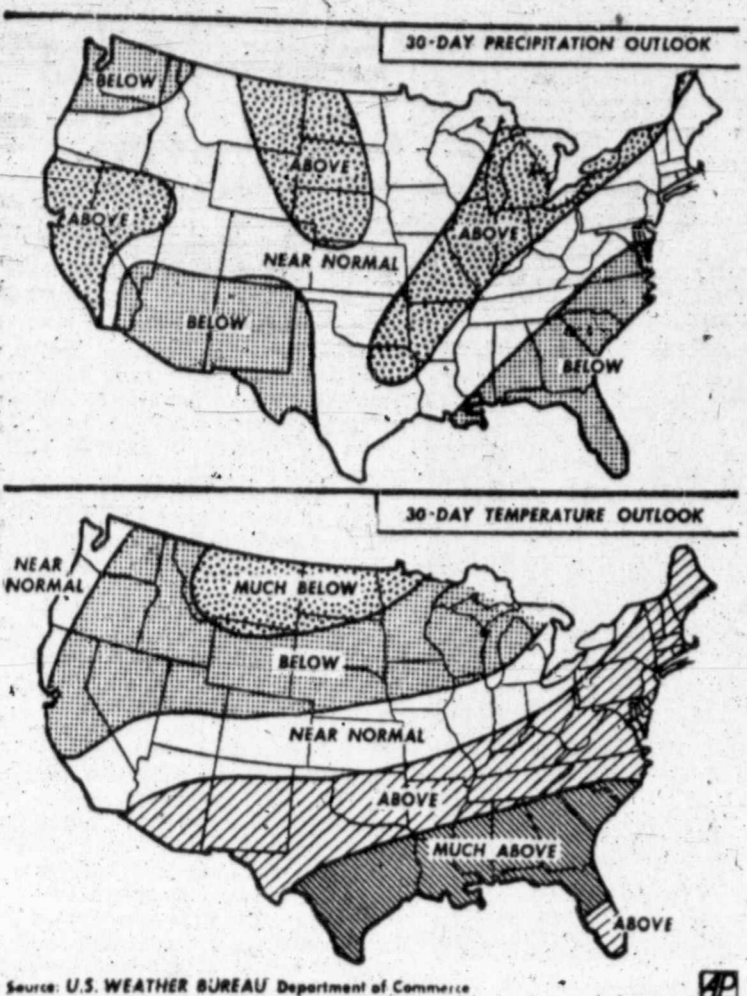 30-DAY PRECIPITATION OUTLOOK
BELOW
ABOVE
ABOVE
ABOVE
NEAR NORMAL
BELOW
BELOW
30-DAY TEMPERATURE OUTLOOK
NEAR
NORMAL
MUCH BELOW
BELOW
NEAR NORMAL
ABOVE
MUCH ABOVE
ABOVE
Source: U.S. WEATHER BUREAU Department of Commerce
AP